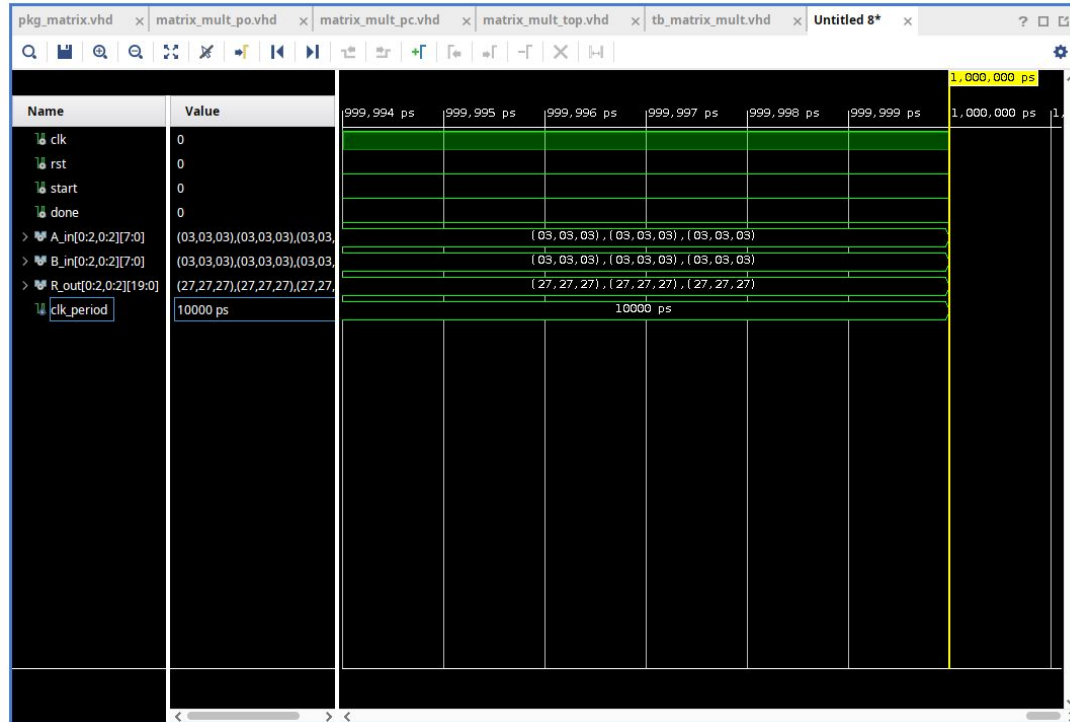 pkg_matrix.vhd × matrix_mult_po.vhd × matrix_mult_pc.vhd × matrix_mult_top.vhd × tb_matrix_mult.vhd × Untitled 8* ×
1,000,000 ps
Name Value 999,994 ps 999,995 ps 999,996 ps 999,997 ps 999,998 ps 999,999 ps 1,000,000 ps 1,
clk 0
rst 0
start 0
done 0
A_in[0:2,0:2][7:0] (03,03,03),(03,03,03),(03,03, (03,03,03),(03,03,03),(03,03,03)
B_in[0:2,0:2][7:0] (03,03,03),(03,03,03),(03,03, (03,03,03),(03,03,03),(03,03,03)
R_out[0:2,0:2][19:0] (27,27,27),(27,27,27),(27,27, (27,27,27),(27,27,27),(27,27,27)
clk_period 10000 ps 10000 ps